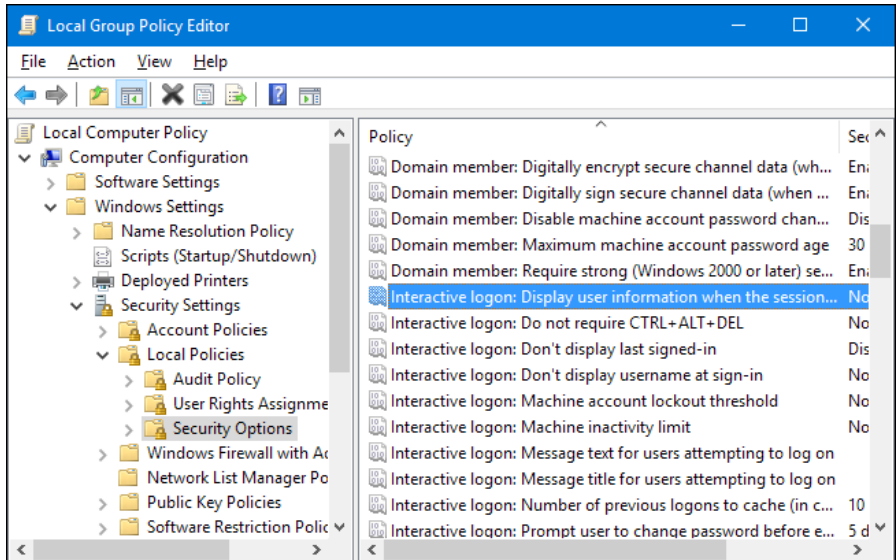 Local Group Policy Editor
File Action View Help
Local Computer Policy
Computer Configuration
Software Settings
Windows Settings
Name Resolution Policy
Scripts (Startup/Shutdown)
Deployed Printers
Security Settings
Account Policies
Local Policies
Audit Policy
User Rights Assignme
Security Options
Windows Firewall with Ad
Network List Manager Po
Public Key Policies
Software Restriction Polic
Policy Sec
Domain member: Digitally encrypt secure channel data (wh... Ena
Domain member: Digitally sign secure channel data (when ... Ena
Domain member: Disable machine account password chan... Dis
Domain member: Maximum machine account password age 30
Domain member: Require strong (Windows 2000 or later) se... Ena
Interactive logon: Display user information when the session... No
Interactive logon: Do not require CTRL+ALT+DEL No
Interactive logon: Don't display last signed-in Dis
Interactive logon: Don't display username at sign-in No
Interactive logon: Machine account lockout threshold No
Interactive logon: Machine inactivity limit No
Interactive logon: Message text for users attempting to log on
Interactive logon: Message title for users attempting to log on
Interactive logon: Number of previous logons to cache (in c... 10
Interactive logon: Prompt user to change password before e... 5 d